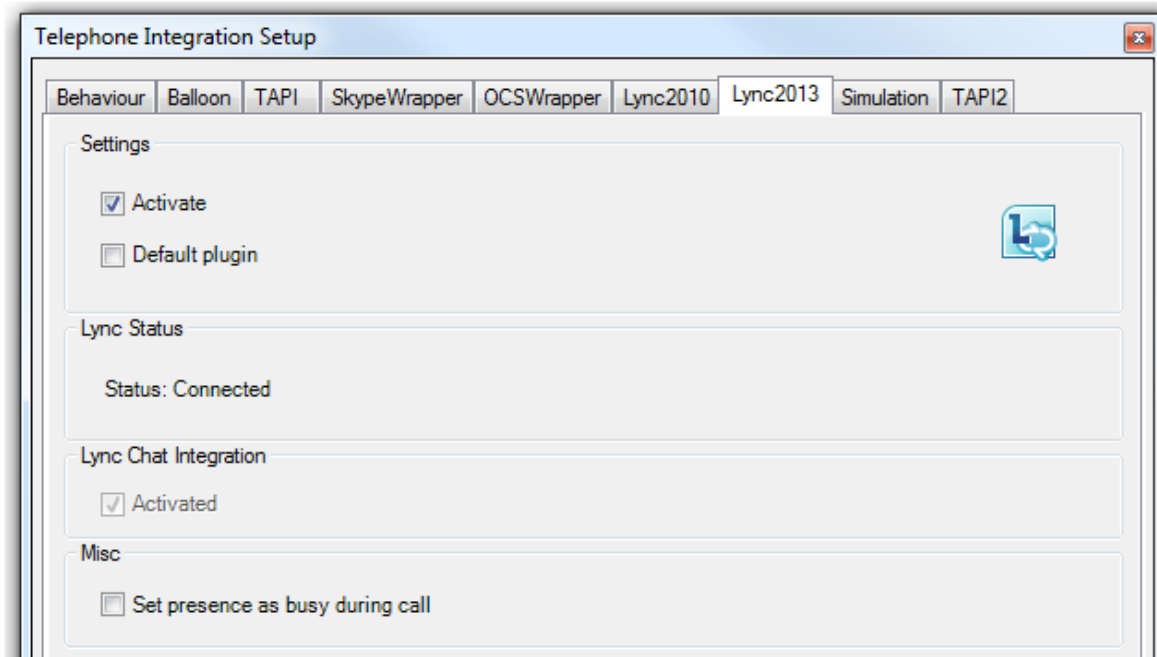 Telephone Integration Setup
Behaviour Balloon TAPI SkypeWrapper OCSWrapper Lync2010 Lync2013 Simulation TAPI2
Settings
Activate
Default plugin
Lync Status
Status: Connected
Lync Chat Integration
Activated
Misc
Set presence as busy during call